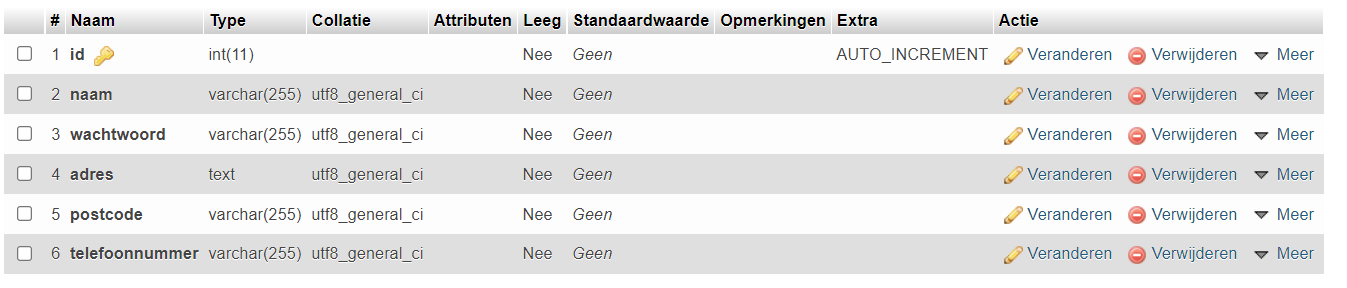 # Naam Type Collatie Attributen Leeg Standaardwaarde Opmerkingen Extra Actie
1 id int(11) Nee Geen AUTO_INCREMENT Veranderen Verwijderen Meer
2 naam varchar(255) utf8_general_ci Nee Geen Veranderen Verwijderen Meer
3 wachtwoord varchar(255) utf8_general_ci Nee Geen Veranderen Verwijderen Meer
4 adres text utf8_general_ci Nee Geen Veranderen Verwijderen Meer
5 postcode varchar(255) utf8_general_ci Nee Geen Veranderen Verwijderen Meer
6 telefoonnummer varchar(255) utf8_general_ci Nee Geen Veranderen Verwijderen Meer